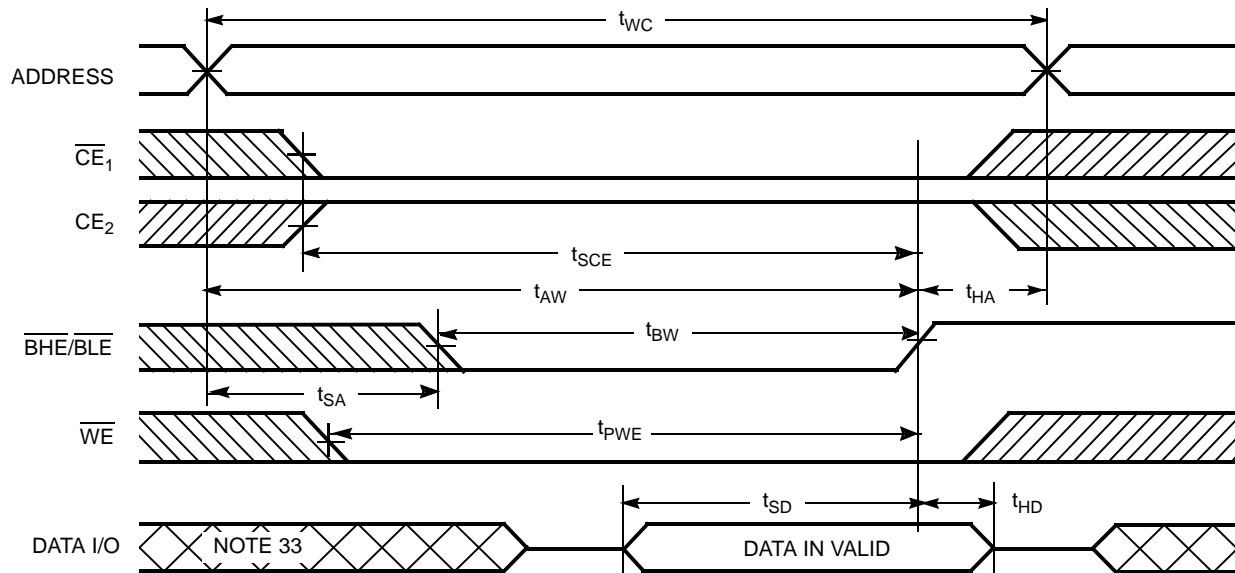 tWC
ADDRESS
CE1
CE2
tSCE
tAW
tHA
BHE/BLE
tBW
tSA
WE
tPWE
tSD
tHD
DATA I/O
NOTE 33
DATA IN VALID